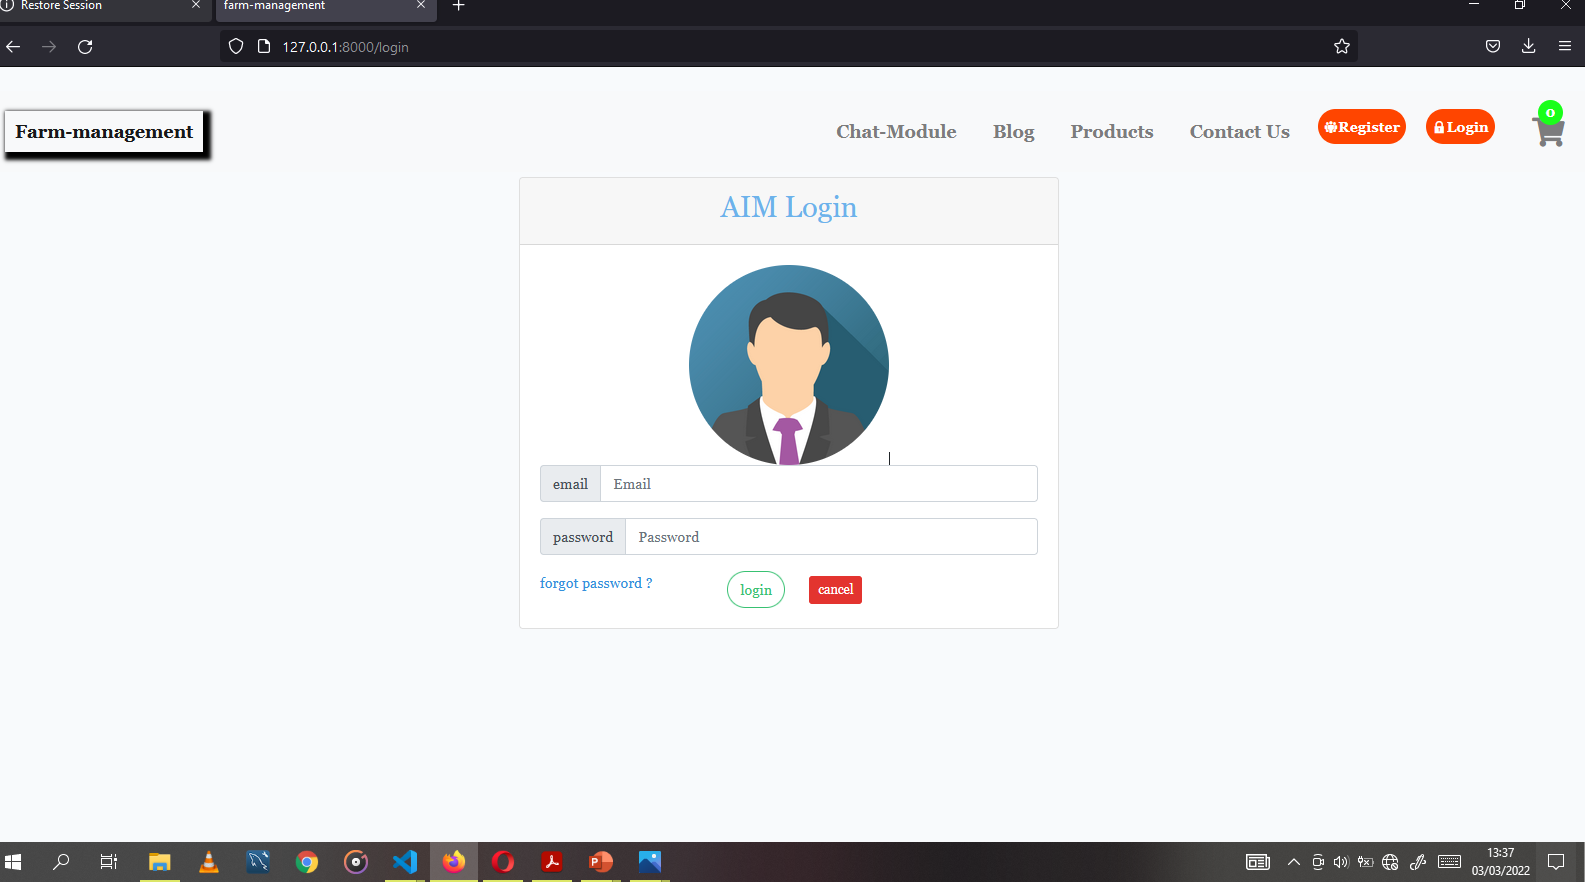 Restore Session
farm-management
127.0.0.1:8000/login
Farm-management
Chat-Module
Blog
Products
Contact Us
Register
Login
0
AIM Login
email
Email
password
Password
forgot password ?
login
cancel
13:37
03/03/2022